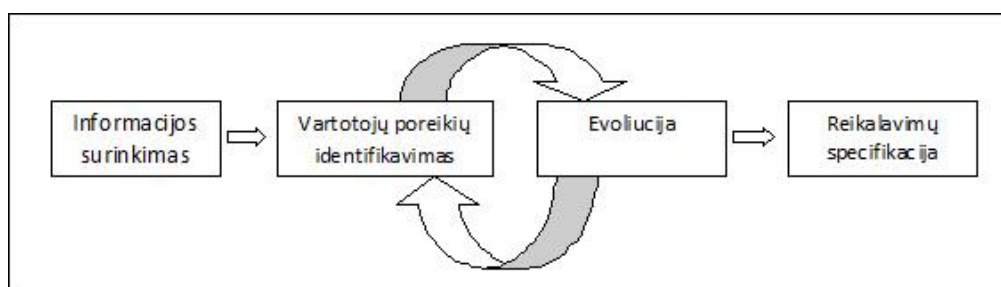 Informacijos
surinkimas
Vartotojų poreikių
identifikavimas
Evoliucija
Reikalavimų
specifikacija